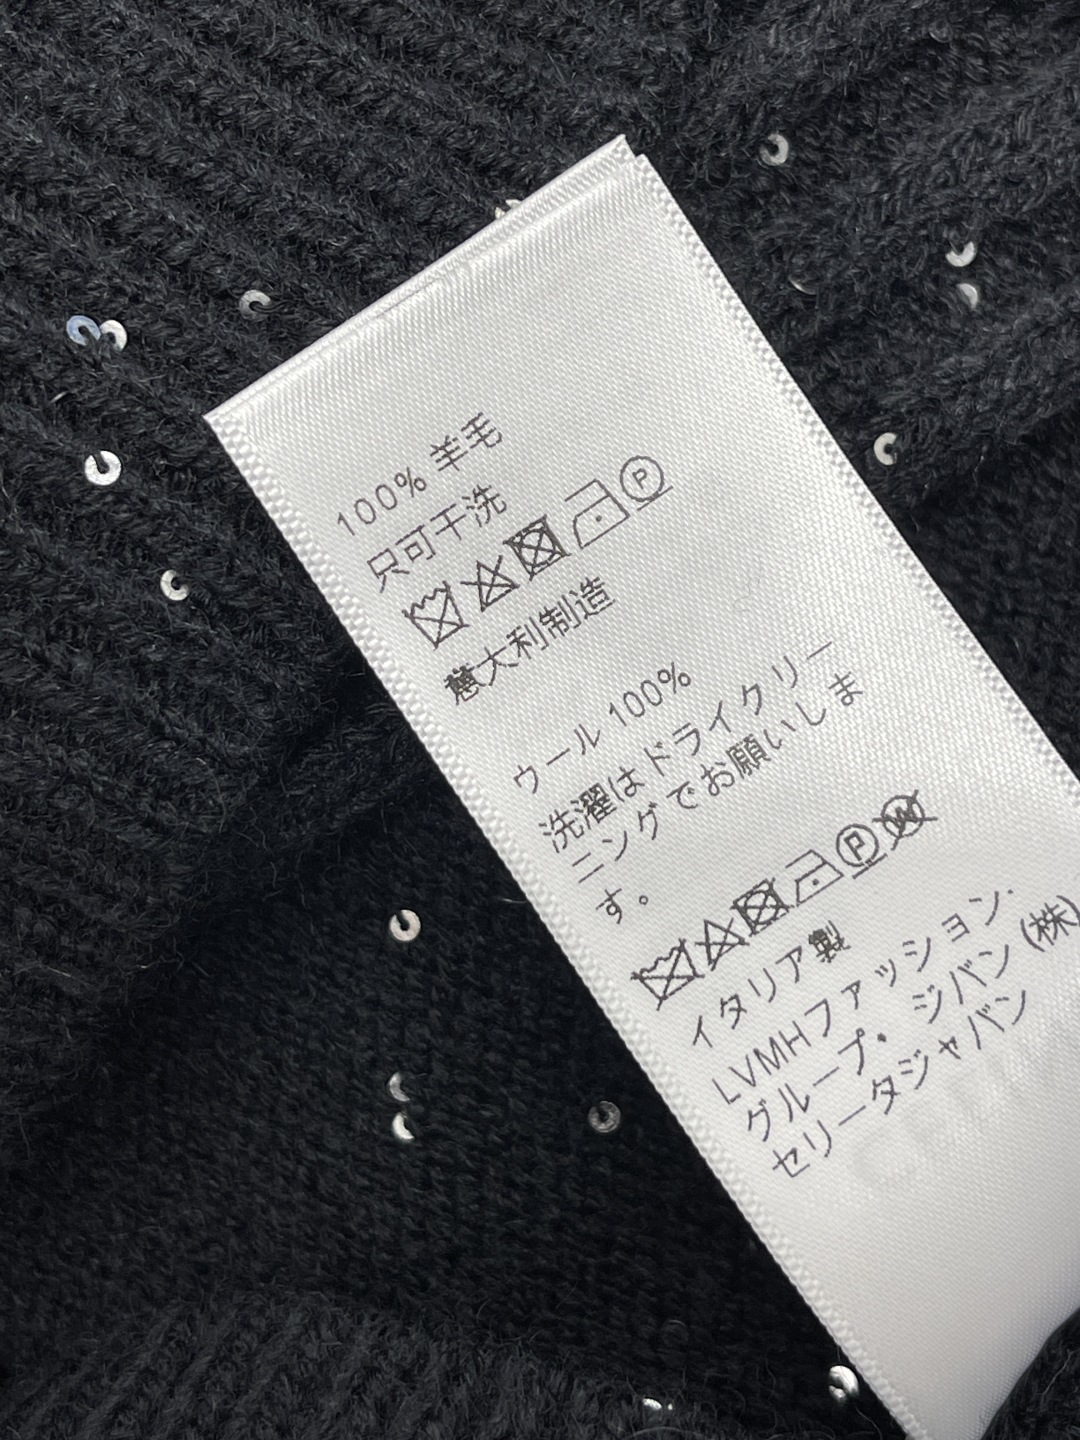 100% 羊毛
只可干洗
P
意大利制造
ウール 100%
洗濯はドライクリー
ニングでお願いしま
す。
P W
イタリア製
LVMHファッション・
グループ・ジバン (株)
セリータジャバン